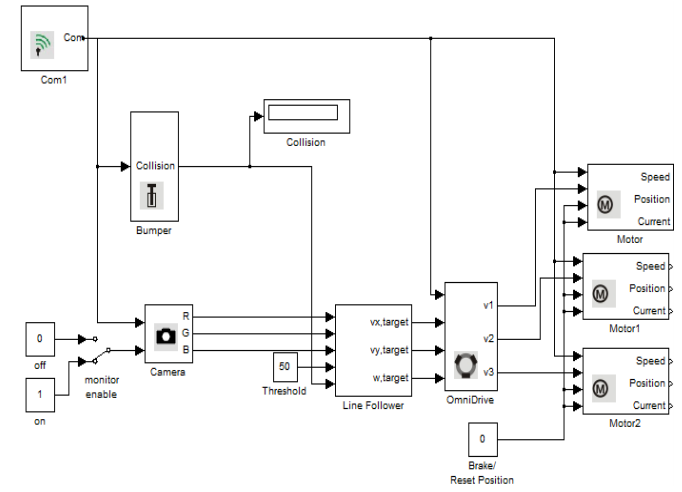 Com
Com1
Collision
Bumper
Collision
Speed
Position
Current
Motor
Speed
Position
Current
Motor1
Speed
Position
Current
Motor2
R
G
B
Camera
0
off
1
on
monitor
enable
50
Threshold
vx,target
vy,target
w,target
Line Follower
v1
v2
v3
OmniDrive
0
Brake/
Reset Position
M
M
M